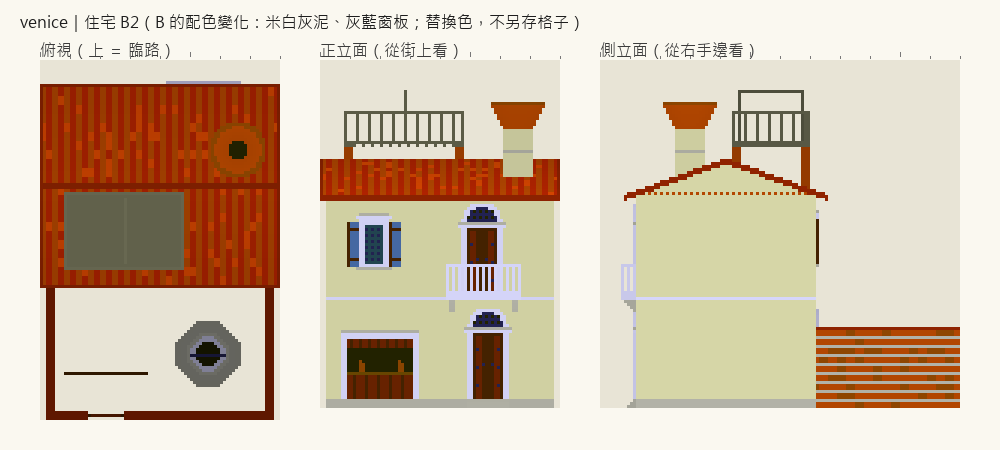 venice｜住宅 B2（B 的配色變化：米白灰泥、灰藍窗板；替換色，不另存格子）
俯視（上 = 臨路）
正立面（從街上看）
側立面（從右手邊看）